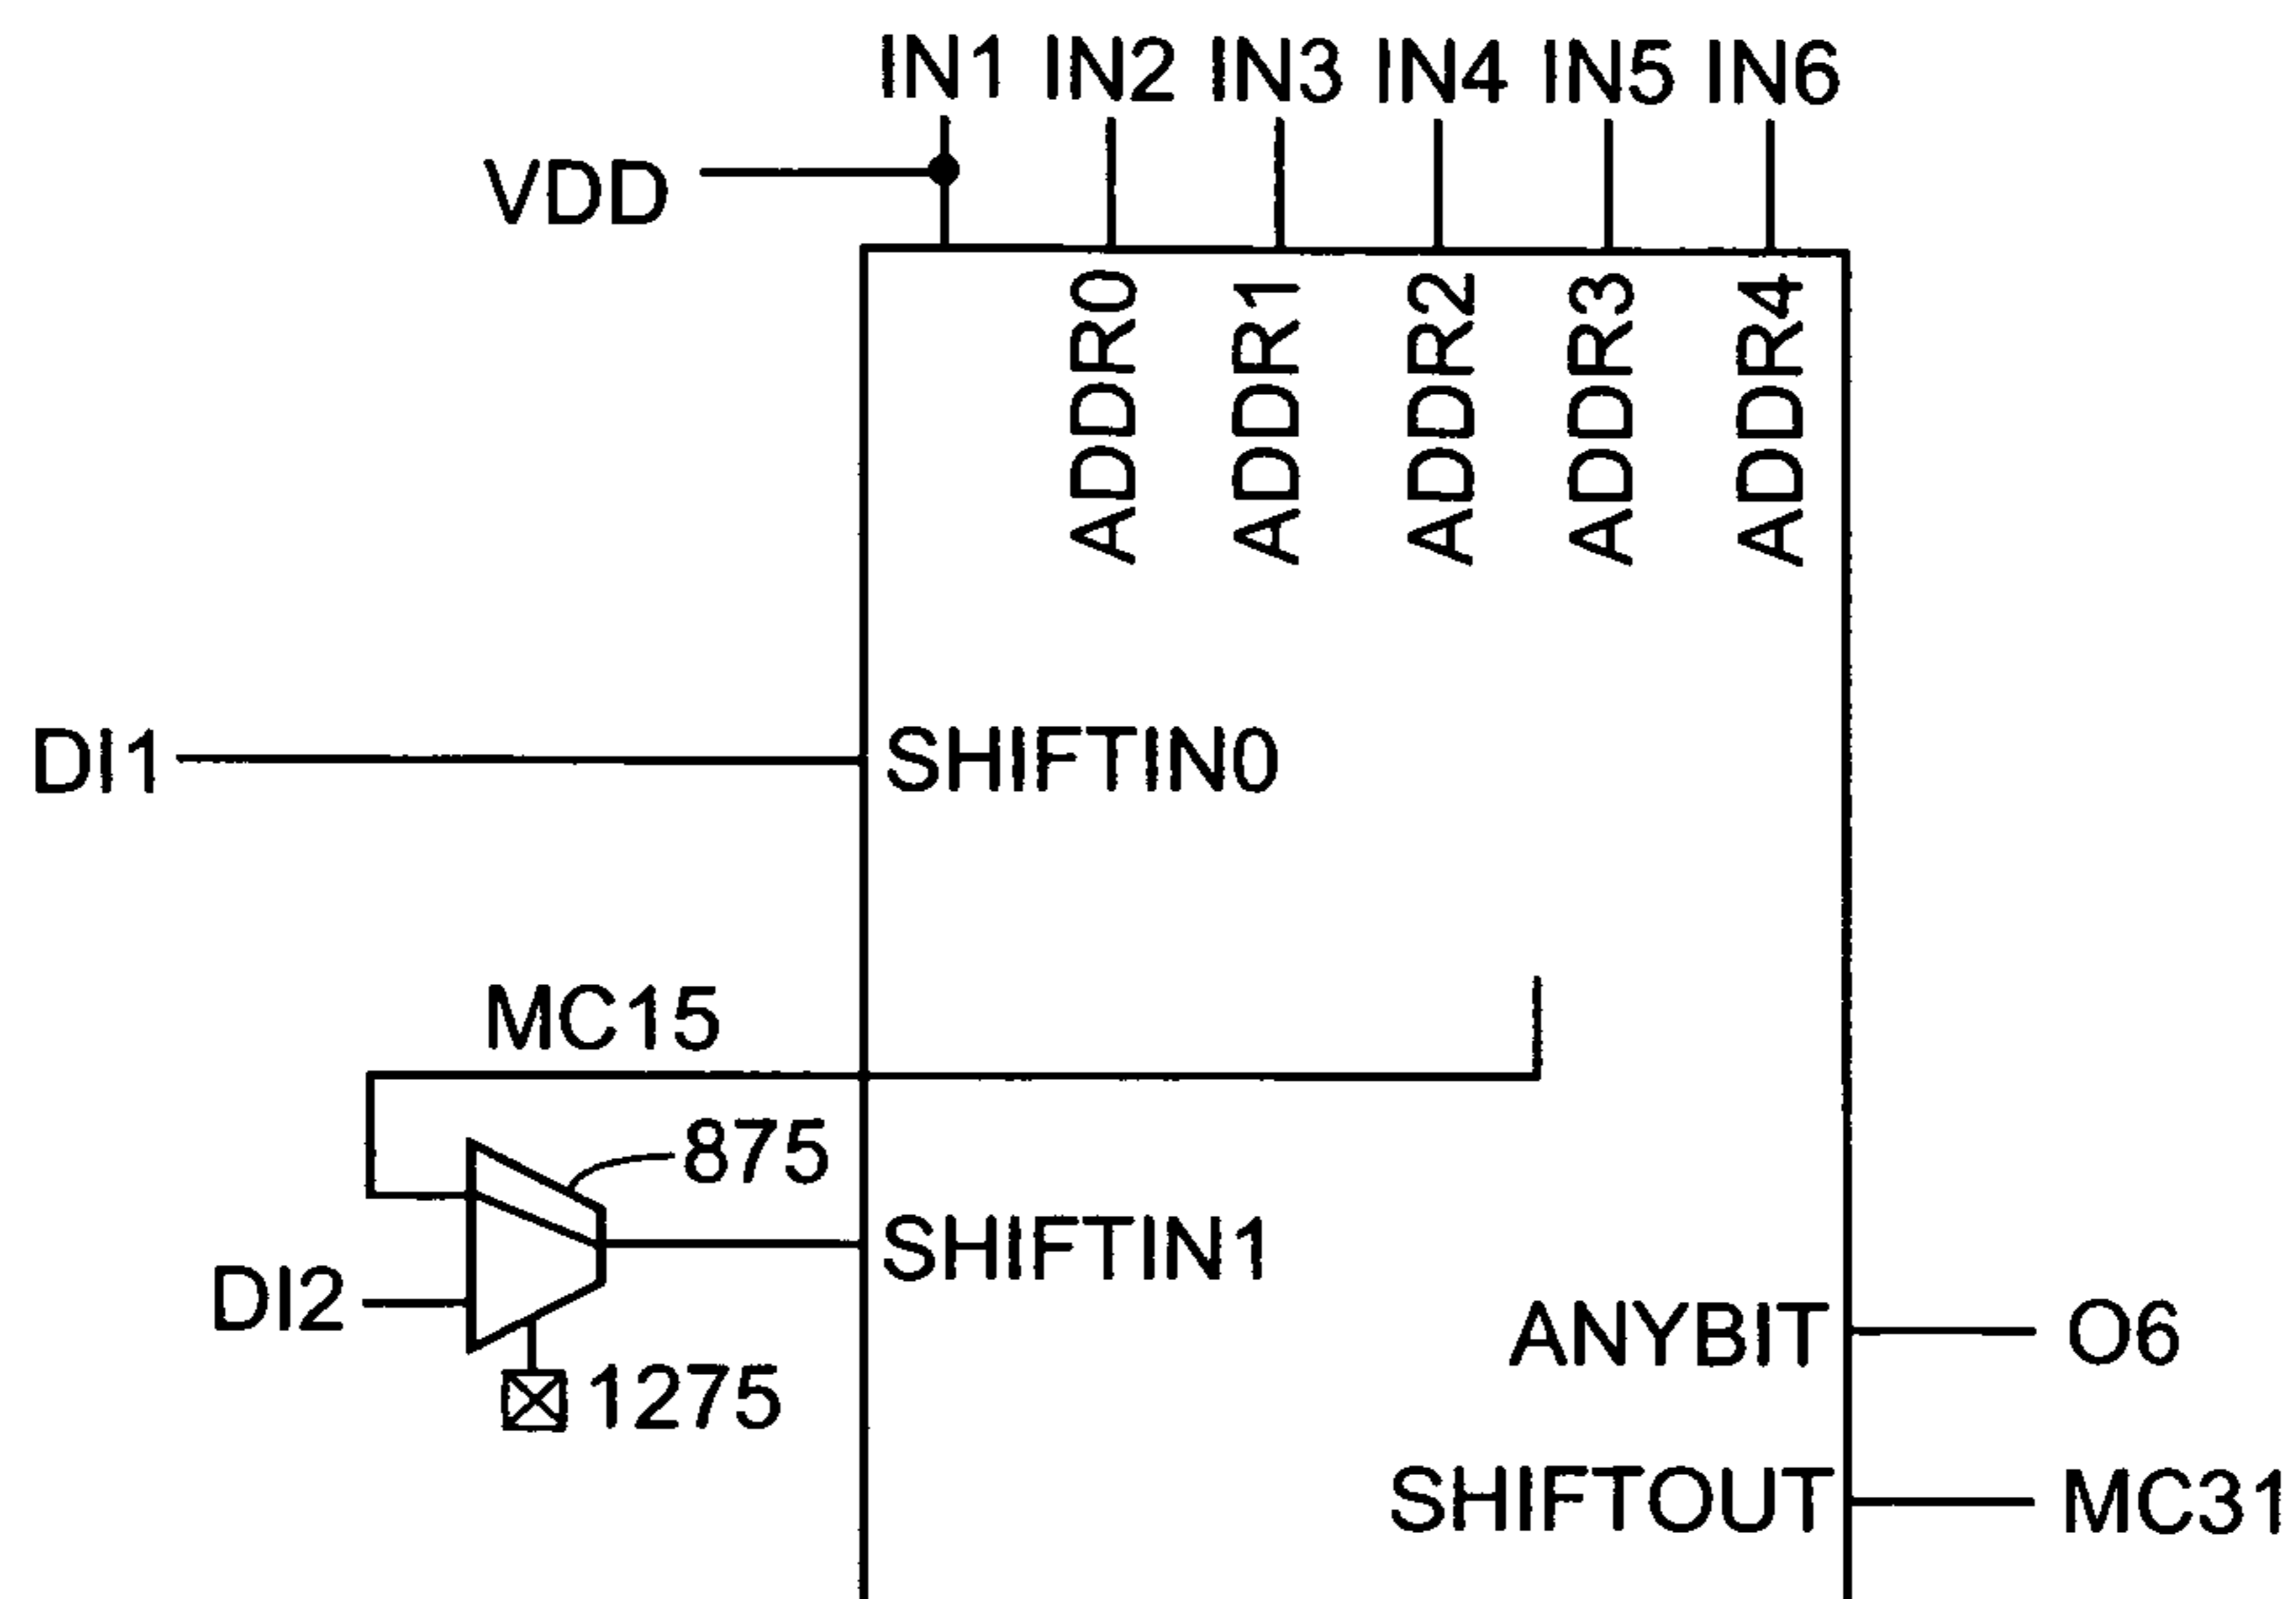 IN1 IN2 IN3 IN4 IN5 IN6
VDD
ADDR0
ADDR1
ADDR2
ADDR3
ADDR4
DI1
SHIFTIN0
MC15
875
SHIFTIN1
DI2
1275
ANYBIT
O6
SHIFTOUT
MC31